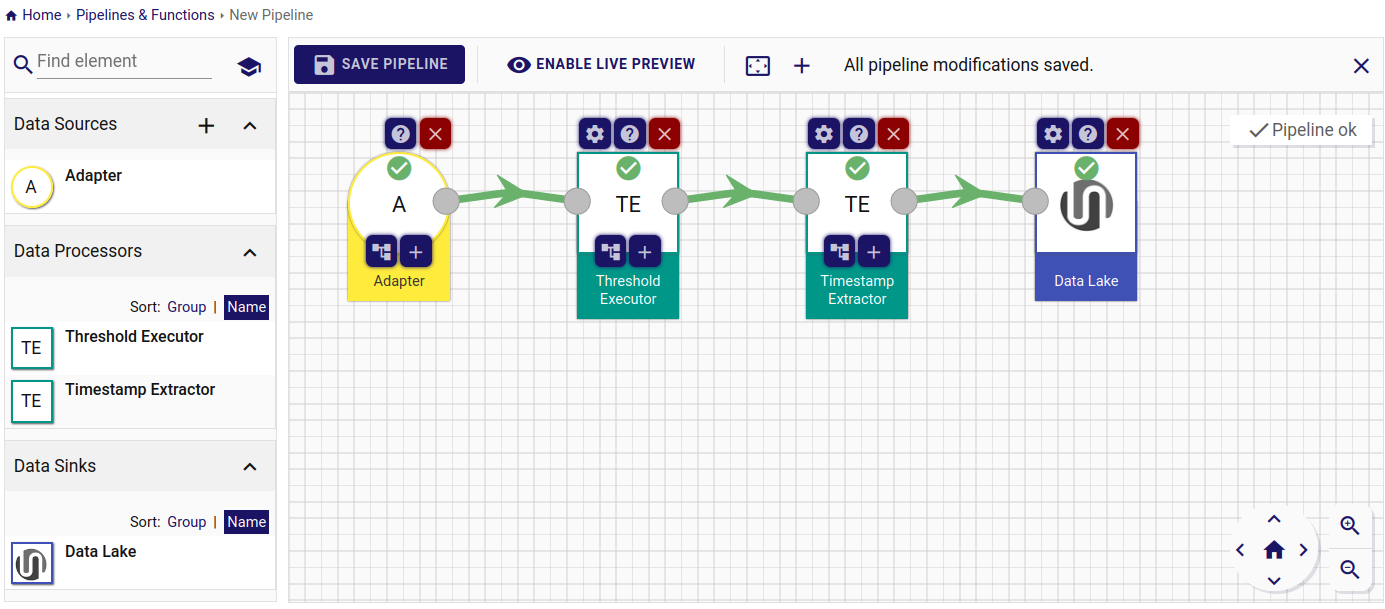 Home › Pipelines & Functions › New Pipeline
Find element
SAVE PIPELINE
ENABLE LIVE PREVIEW
All pipeline modifications saved.
Data Sources
A
Adapter
Data Processors
Sort: Group | Name
TE
Threshold Executor
TE
Timestamp Extractor
Data Sinks
Sort: Group | Name
Data Lake
Pipeline ok
A
Adapter
TE
Threshold
Executor
TE
Timestamp
Extractor
Data Lake